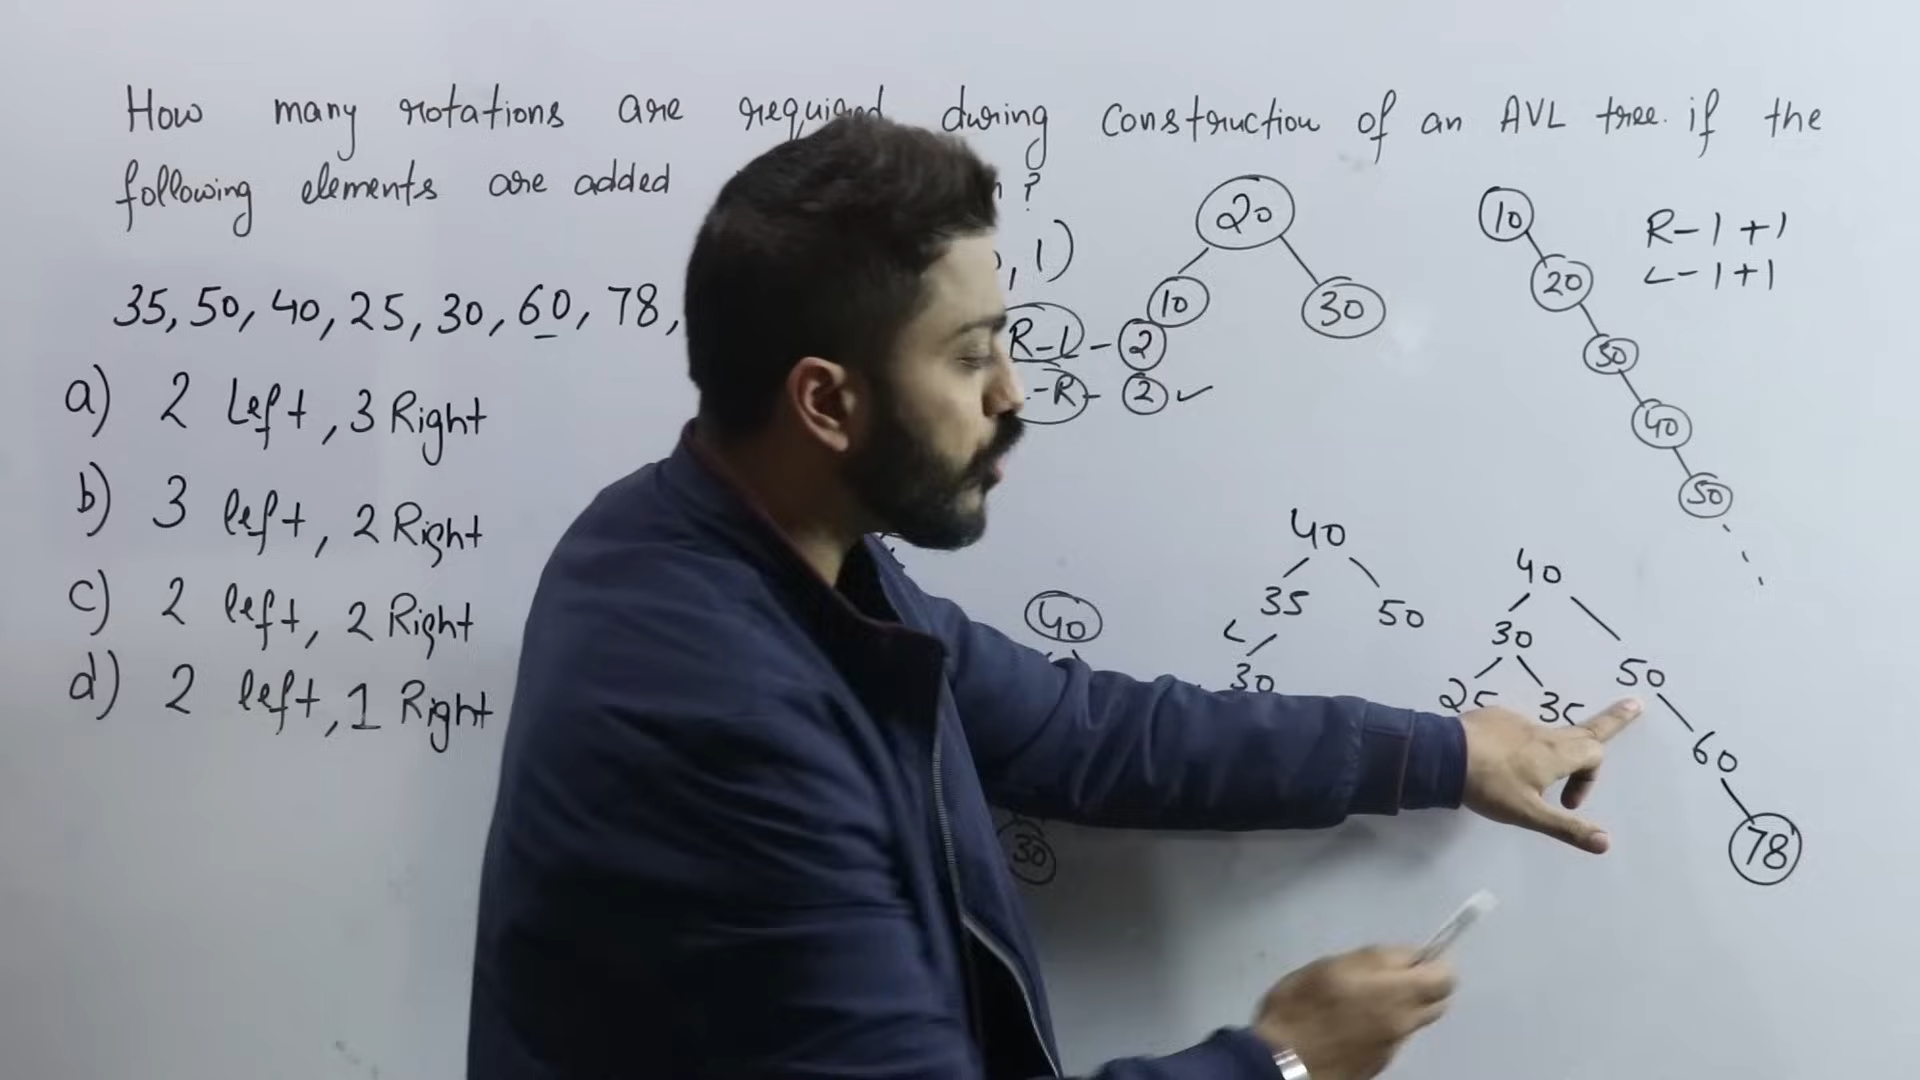 How many rotations are required during construction of an AVL tree. if the
following elements are added ?
35, 50, 40, 25, 30, 60, 78,
, 1)
a) 2 Left, 3 Right
b) 3 left, 2 Right
c) 2 left, 2 Right
d) 2 left, 1 Right
R-L - 2
-R- 2 ✓
20
10 30
10
20
30
40
50
R-1 +1
L-1+1
40
30
40
35 50
30
40
30 50
25 35
60
78